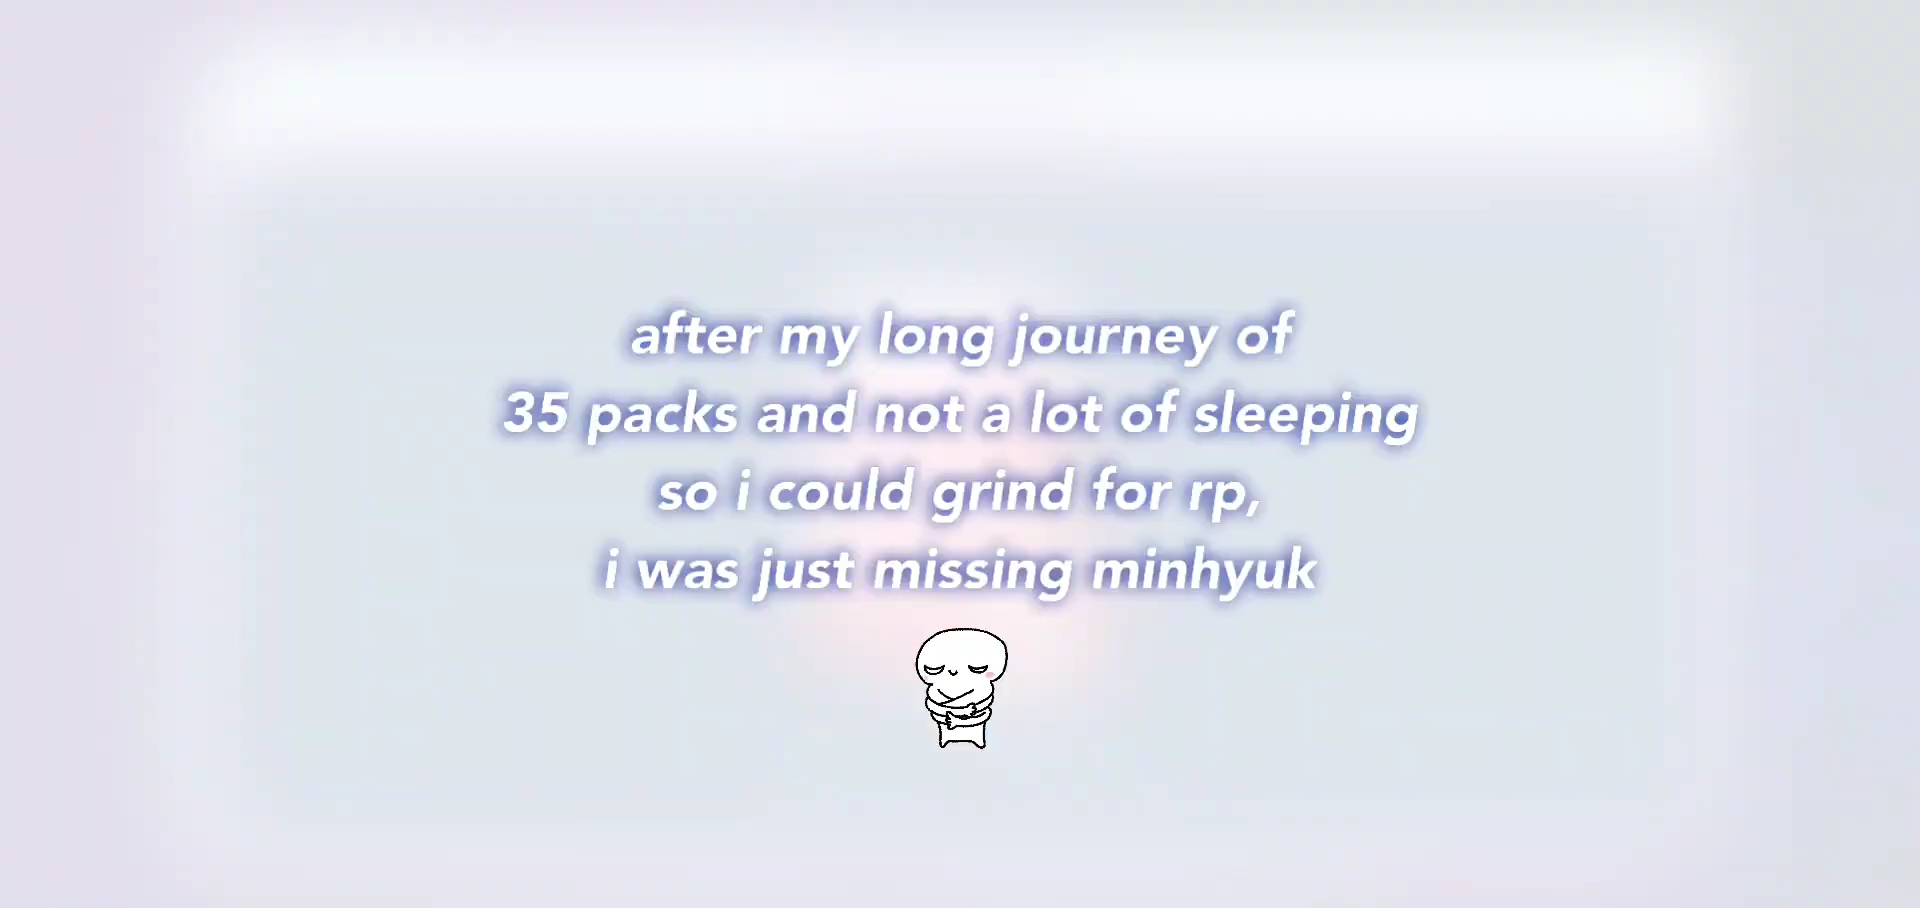 after my long journey of
35 packs and not a lot of sleeping
so i could grind for rp,
i was just missing minhyuk